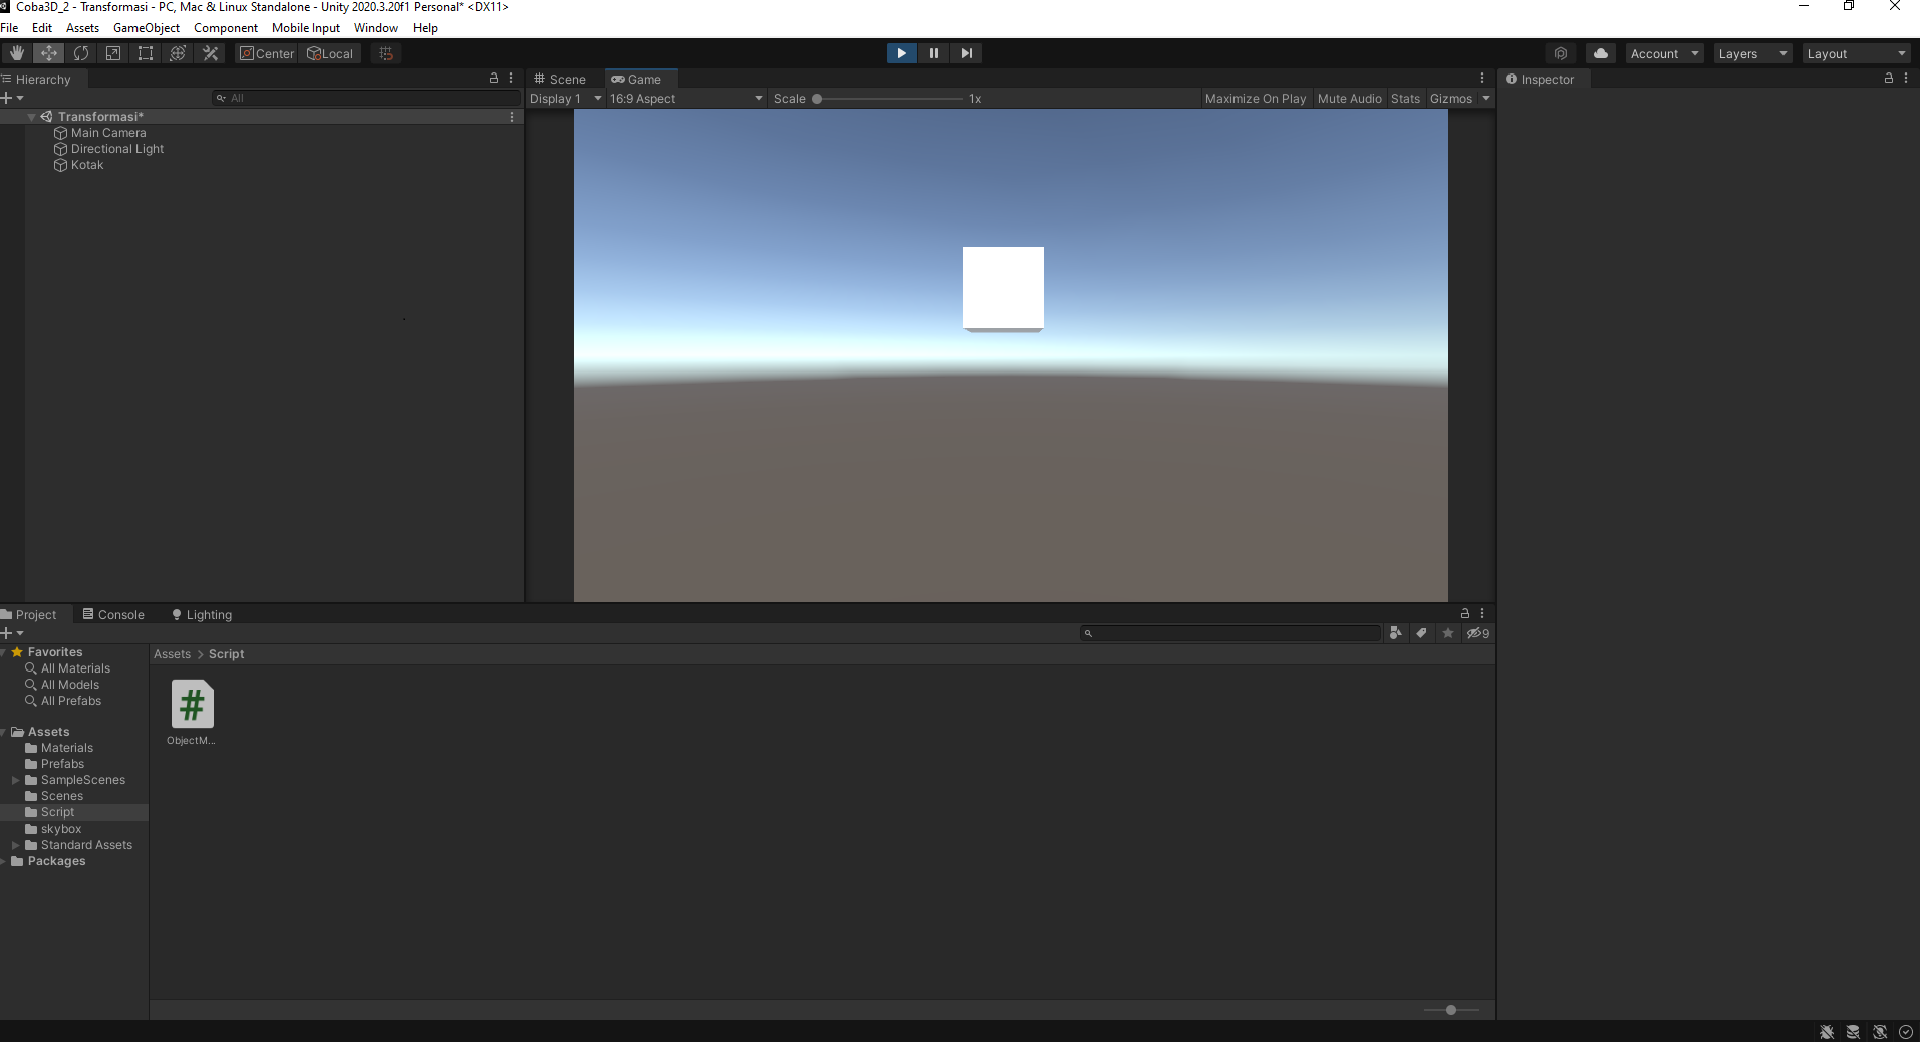 Coba3D_2 - Transformasi - PC, Mac & Linux Standalone - Unity 2020.3.20f1 Personal* <DX11>
File Edit Assets GameObject Component Mobile Input Window Help
Center Local Account Layers Layout
Hierarchy
All
Transformasi*
Main Camera
Directional Light
Kotak
Scene Game
Display 1 16:9 Aspect Scale 1x Maximize On Play Mute Audio Stats Gizmos
Inspector
Project Console Lighting
9
Favorites
All Materials
All Models
All Prefabs
Assets
Materials
Prefabs
SampleScenes
Scenes
Script
skybox
Standard Assets
Packages
Assets > Script
#
ObjectM...